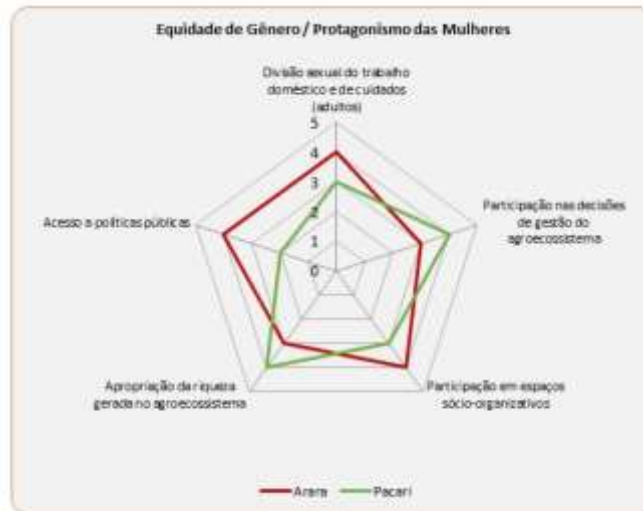 Equidade de Gênero / Protagonismo das Mulheres
Divisão sexual do trabalho
doméstico e de cuidados
(adultos)
5
4
3
2
1
0
Participação nas decisões
de gestão do
agroecossistema
Participação em espaços
sócio-organizativos
Apropriação da riqueza
gerada no agroecossistema
Acesso a políticas públicas
Arara
Pacari